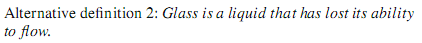 Alternative definition 2: Glass is a liquid that has lost its ability
to flow.